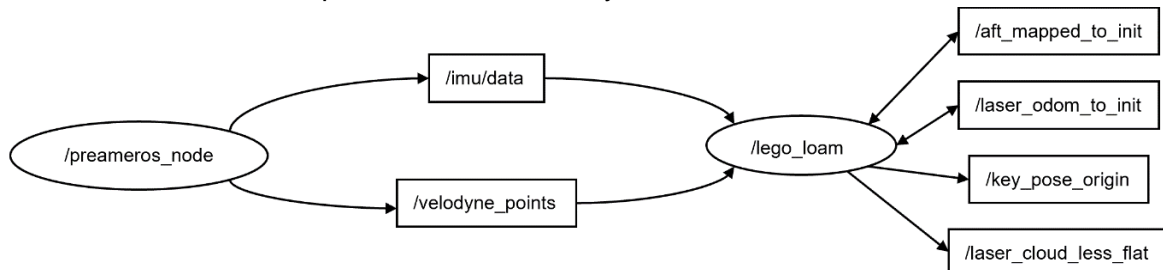 /preameros_node
/imu/data
/velodyne_points
/lego_loam
/aft_mapped_to_init
/laser_odom_to_init
/key_pose_origin
/laser_cloud_less_flat